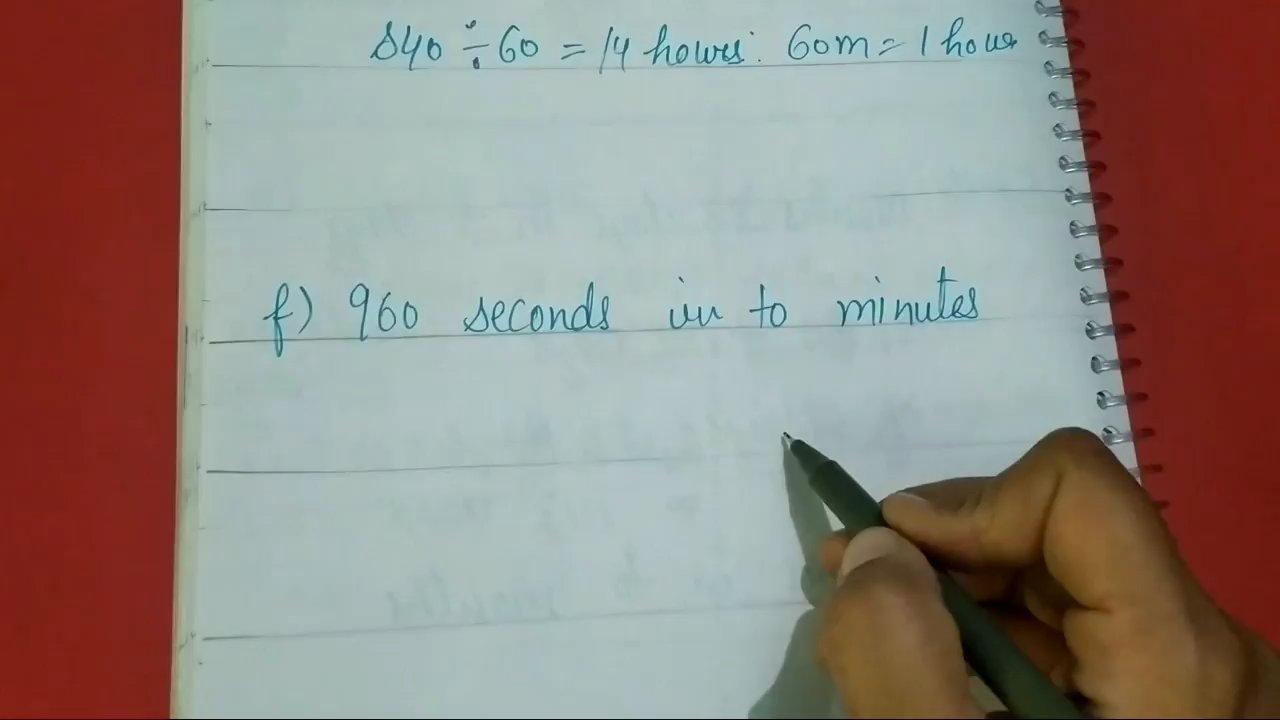 840 ÷ 60 = 14 hours. 60m = 1 hour
f) 960 seconds in to minutes